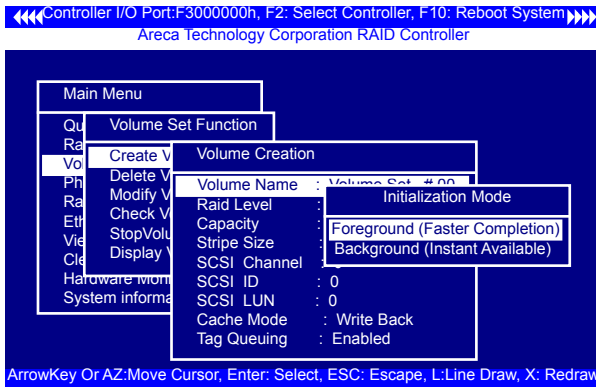 Controller I/O Port:F3000000h, F2: Select Controller, F10: Reboot System
Areca Technology Corporation RAID Controller
Main Menu
Volume Set Function
Create V
Delete V
Modify V
Check V
StopVolu
Display V
Hardware Moni
System informa
Volume Creation
Volume Name : Volume Set # 00
Raid Level :
Capacity :
Stripe Size :
SCSI Channel : 0
SCSI ID : 0
SCSI LUN : 0
Cache Mode : Write Back
Tag Queuing : Enabled
Initialization Mode
Foreground (Faster Completion)
Background (Instant Available)
ArrowKey Or AZ:Move Cursor, Enter: Select, ESC: Escape, L:Line Draw, X: Redraw